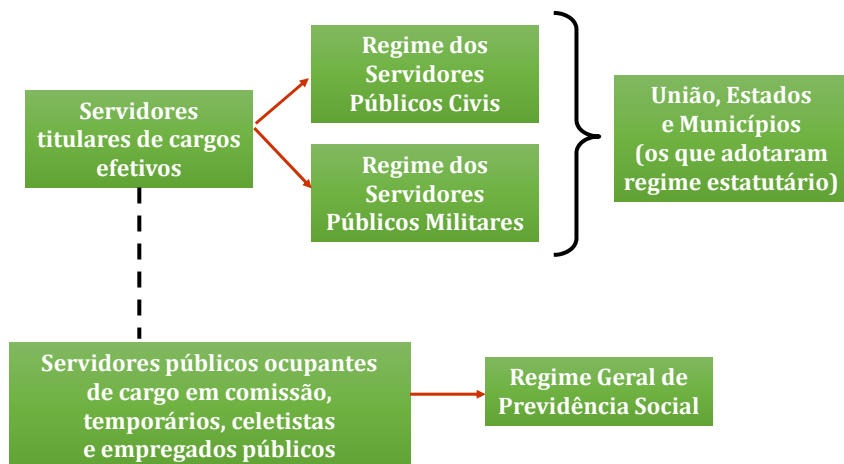 Servidores
titulares de cargos
efetivos
Regime dos
Servidores
Públicos Civis
Regime dos
Servidores
Públicos Militares
União, Estados
e Municípios
(os que adotaram
regime estatutário)
Servidores públicos ocupantes
de cargo em comissão,
temporários, celetistas
e empregados públicos
Regime Geral de
Previdência Social